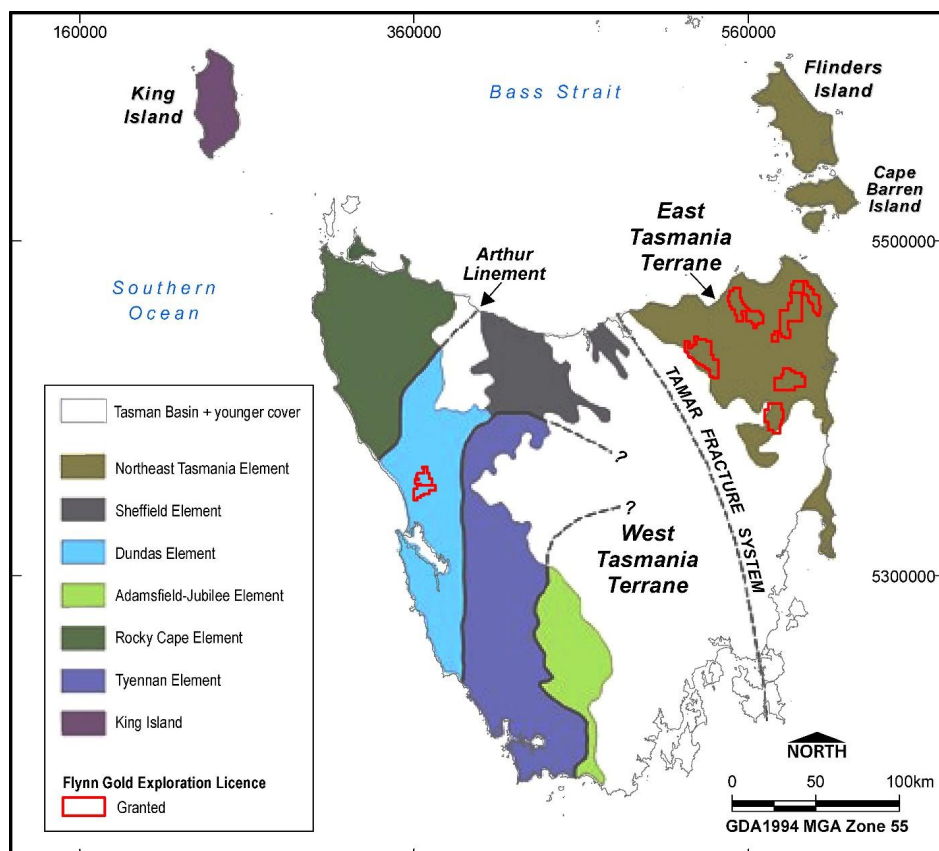 160000
360000
560000
King
Island
Bass Strait
Flinders
Island
Cape
Barren
Island
East
Tasmania
Terrane
5500000
Arthur
Linement
Southern
Ocean
Tasman Basin + younger cover
Northeast Tasmania Element
Sheffield Element
Dundas Element
Adamsfield-Jubilee Element
Rocky Cape Element
Tyennan Element
King Island
Flynn Gold Exploration Licence
Granted
TAMAR FRACTURE SYSTEM
?
?
West
Tasmania
Terrane
5300000
NORTH
0 50 100km
GDA1994 MGA Zone 55